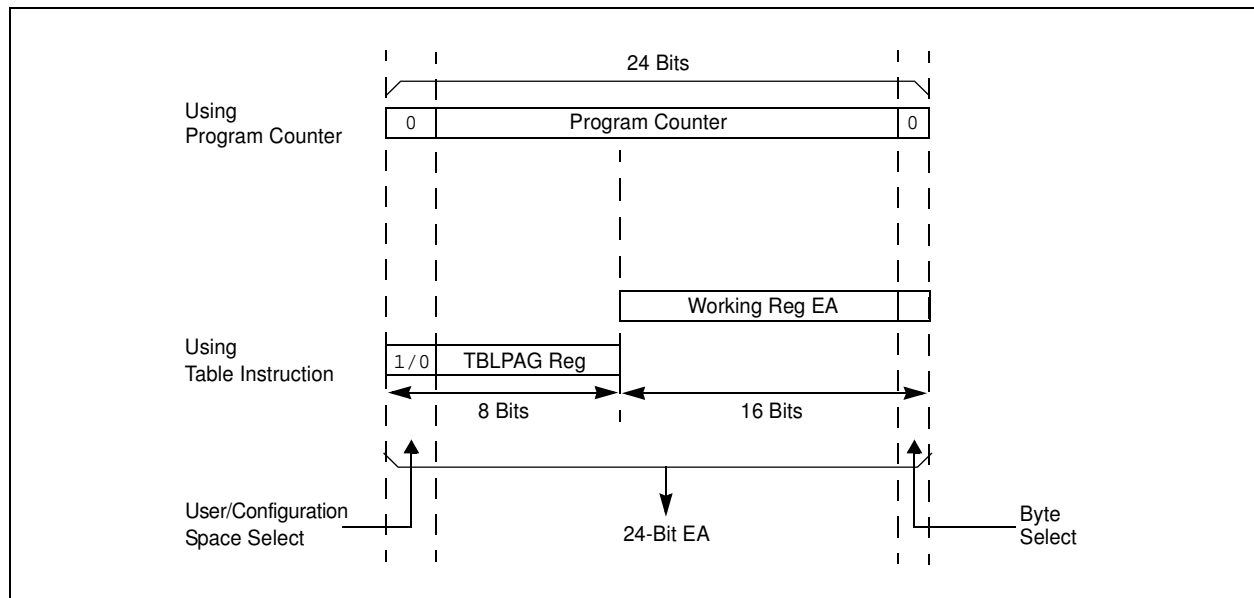 24 Bits
Using
Program Counter
0
Program Counter
0
Working Reg EA
Using
Table Instruction
1/0
TBLPAG Reg
8 Bits
16 Bits
User/Configuration
Space Select
24-Bit EA
Byte
Select